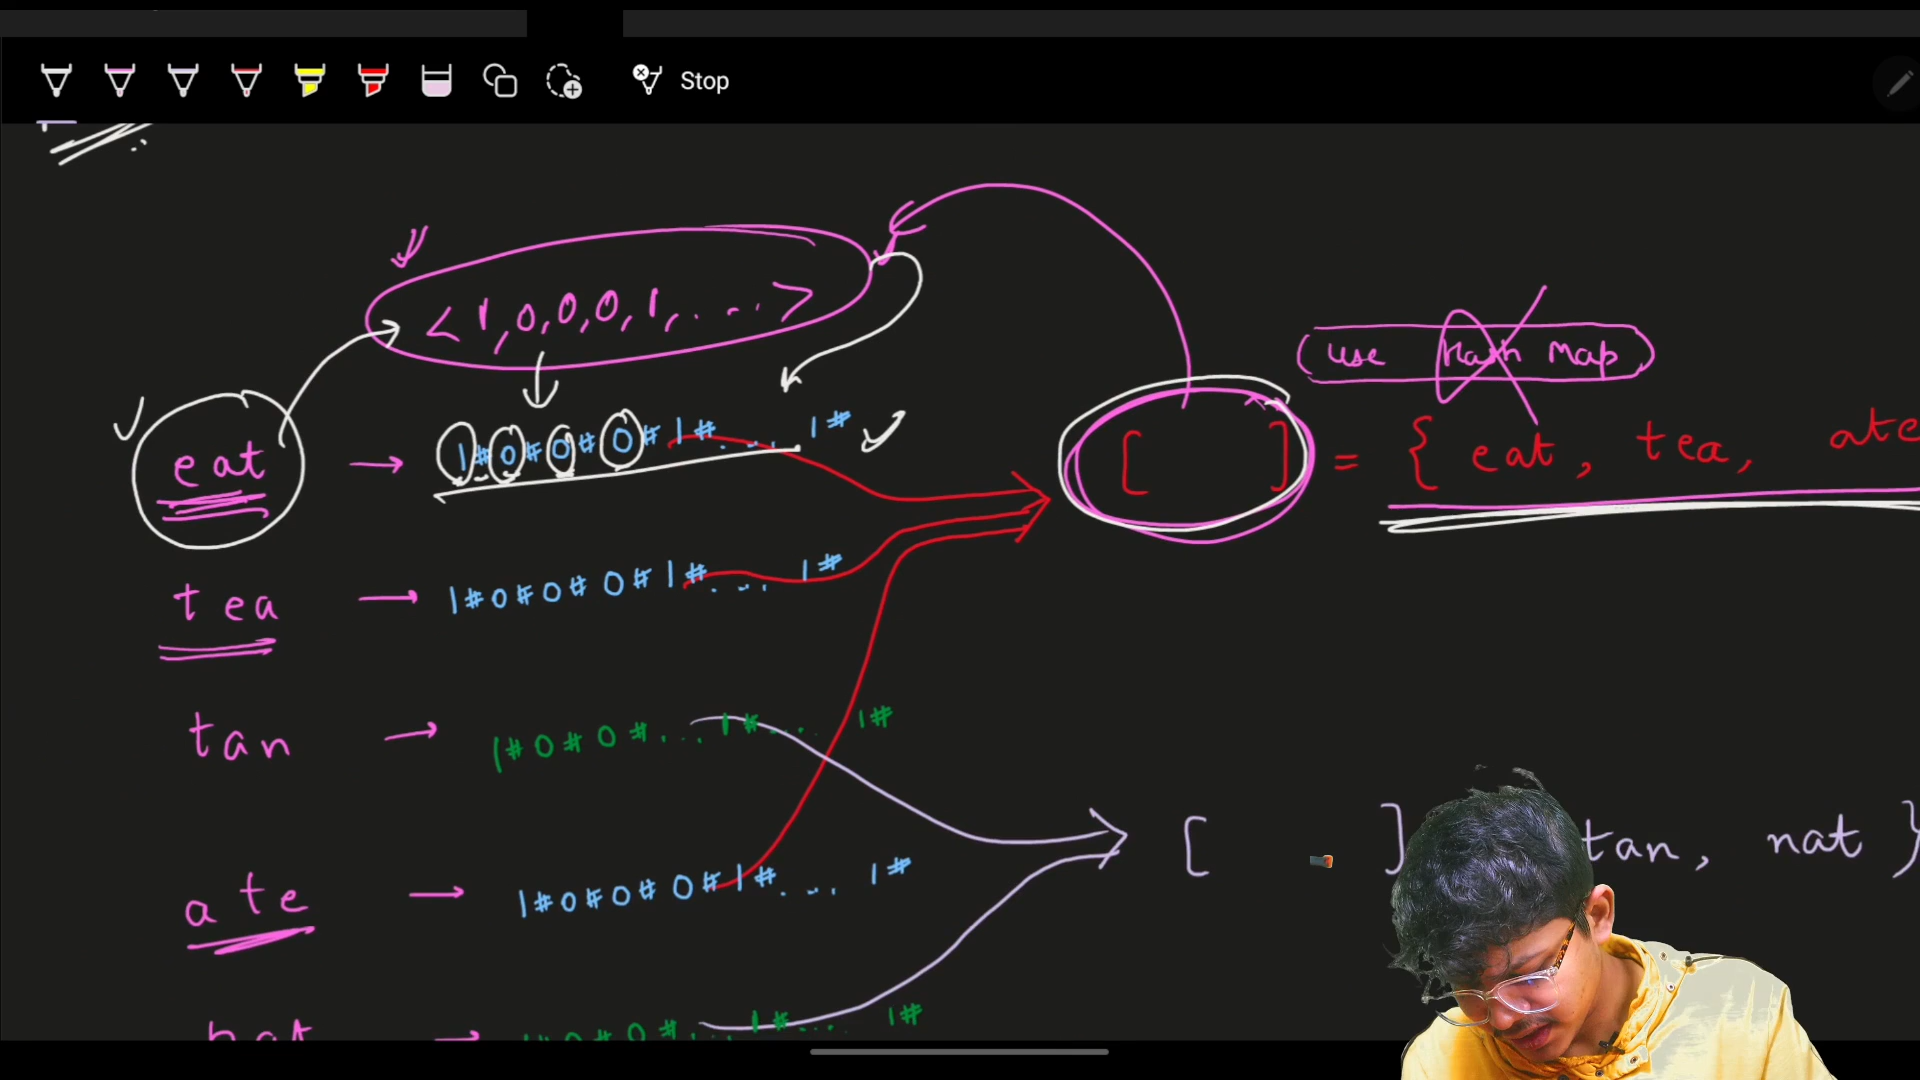 Stop
<1,0,0,0,1,...>
use Hash Map
eat → 1#0#0#0#1#... 1# [ ] = { eat, tea, ate
tea → 1#0#0#0#1#... 1#
tan → 1#0#0#...1#... 1#
[ ] tan, nat }
ate → 1#0#0#0#1#... 1#